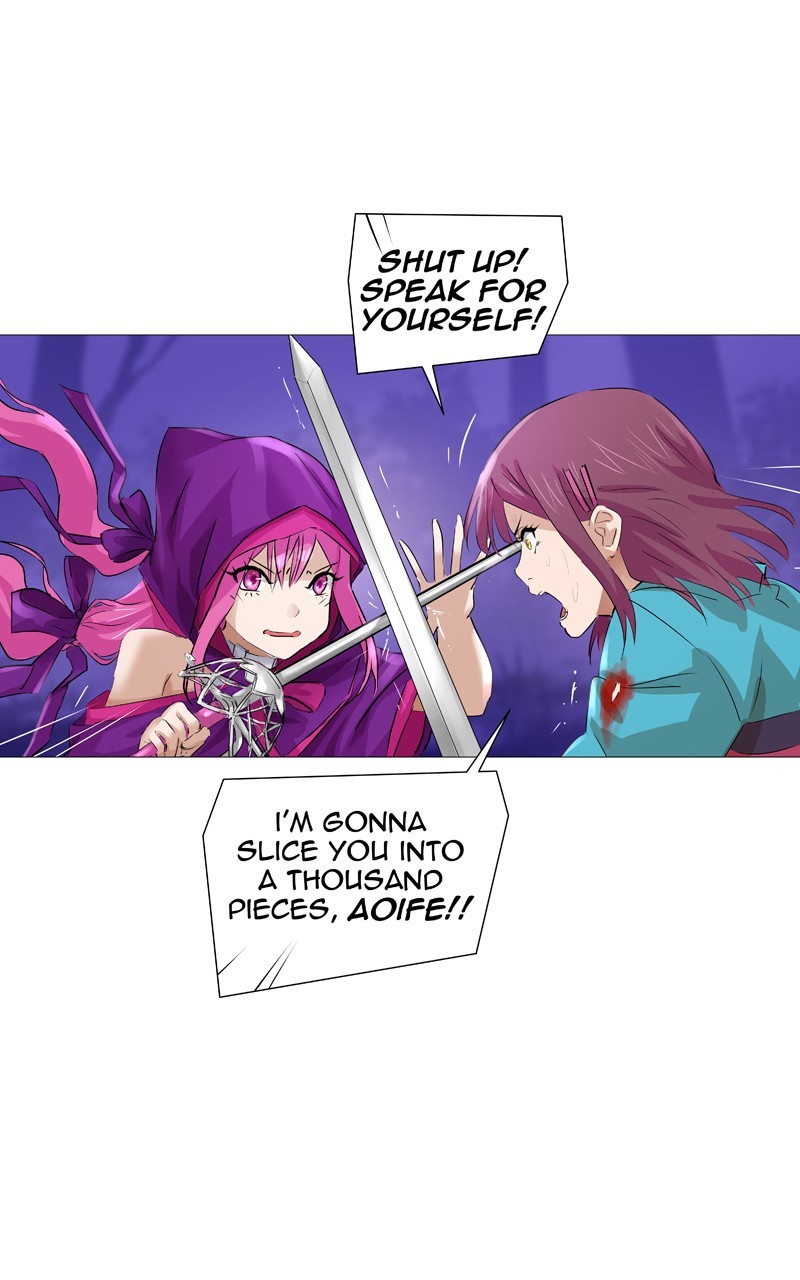 SHUT UP!
SPEAK FOR
YOURSELF!
I'M GONNA
SLICE YOU INTO
A THOUSAND
PIECES, AOIFE!!